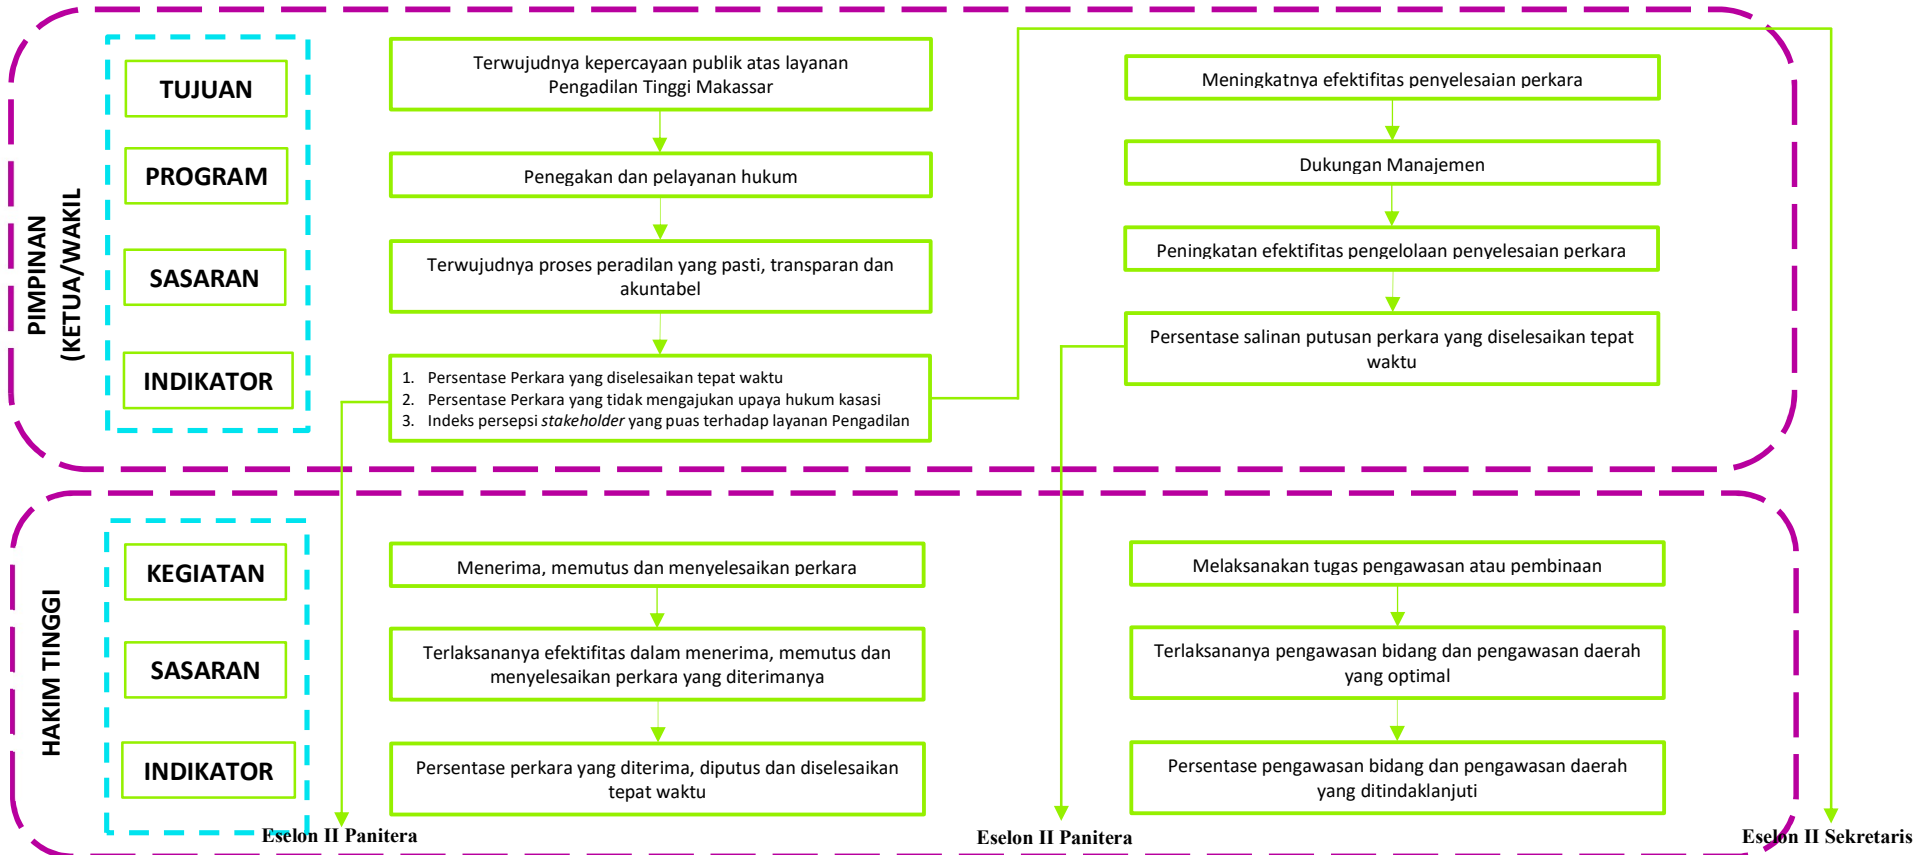 PIMPINAN
(KETUA/WAKIL
TUJUAN
PROGRAM
SASARAN
INDIKATOR
Terwujudnya kepercayaan publik atas layanan
Pengadilan Tinggi Makassar
Penegakan dan pelayanan hukum
Terwujudnya proses peradilan yang pasti, transparan dan
akuntabel
1. Persentase Perkara yang diselesaikan tepat waktu
2. Persentase Perkara yang tidak mengajukan upaya hukum kasasi
3. Indeks persepsi stakeholder yang puas terhadap layanan Pengadilan
Meningkatnya efektifitas penyelesaian perkara
Dukungan Manajemen
Peningkatan efektifitas pengelolaan penyelesaian perkara
Persentase salinan putusan perkara yang diselesaikan tepat
waktu
HAKIM TINGGI
KEGIATAN
SASARAN
INDIKATOR
Menerima, memutus dan menyelesaikan perkara
Terlaksananya efektifitas dalam menerima, memutus dan
menyelesaikan perkara yang diterimanya
Persentase perkara yang diterima, diputus dan diselesaikan
tepat waktu
Melaksanakan tugas pengawasan atau pembinaan
Terlaksananya pengawasan bidang dan pengawasan daerah
yang optimal
Persentase pengawasan bidang dan pengawasan daerah
yang ditindaklanjuti
Eselon II Panitera
Eselon II Panitera
Eselon II Sekretaris